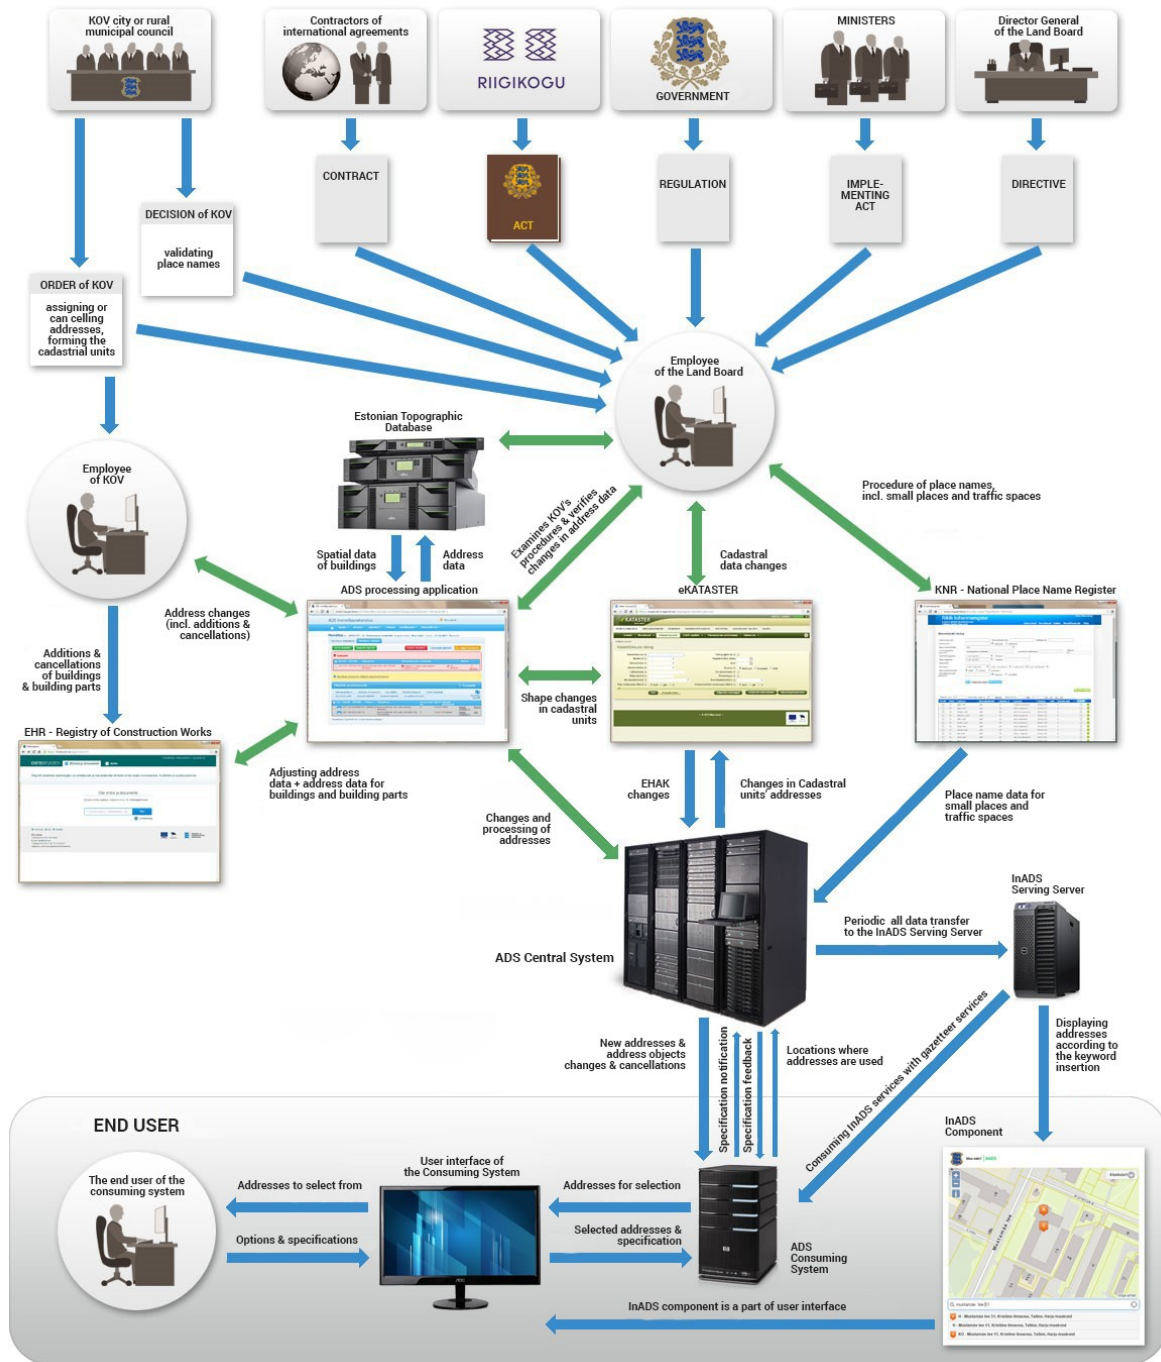 KOV city or rural
municipal council
Contractors of
international agreements
RIIGIKOGU
GOVERNMENT
MINISTERS
Director General
of the Land Board
CONTRACT
ACT
REGULATION
IMPLE-
MENTING
ACT
DIRECTIVE
DECISION of KOV
validating
place names
ORDER of KOV
assigning or
can celling
addresses,
forming the
cadastrial units
Employee
of the Land Board
Estonian Topographic
Database
Employee
of KOV
Procedure of place names,
incl. small places and traffic spaces
Examines KOV's
procedures & verifies
changes in address data
Spatial data
of buildings
Address
data
Cadastral
data changes
ADS processing application
eKATASTER
KNR - National Place Name Register
Address changes
(incl. additions &
cancellations)
Additions &
cancellations
of buildings
& building parts
Shape changes
in cadastral
units
EHR - Registry of Construction Works
Adjusting address
data + address data for
buildings and building parts
EHAK
changes
Changes in Cadastral
units' addresses
Place name data for
small places and
traffic spaces
Changes and
processing of
addresses
InADS
Serving Server
Periodic all data transfer
to the InADS Serving Server
ADS Central System
New addresses &
address objects
changes & cancellations
Specification notification
Specification feedback
Locations where
addresses are used
Consuming InADS services with gazetteer services
Displaying
addresses
according to
the keyword
insertion
END USER
InADS
Component
The end user of the
consuming system
Addresses to select from
Options & specifications
User interface of
the Consuming System
Addresses for selection
Selected addresses &
specification
ADS
Consuming
System
InADS component is a part of user interface